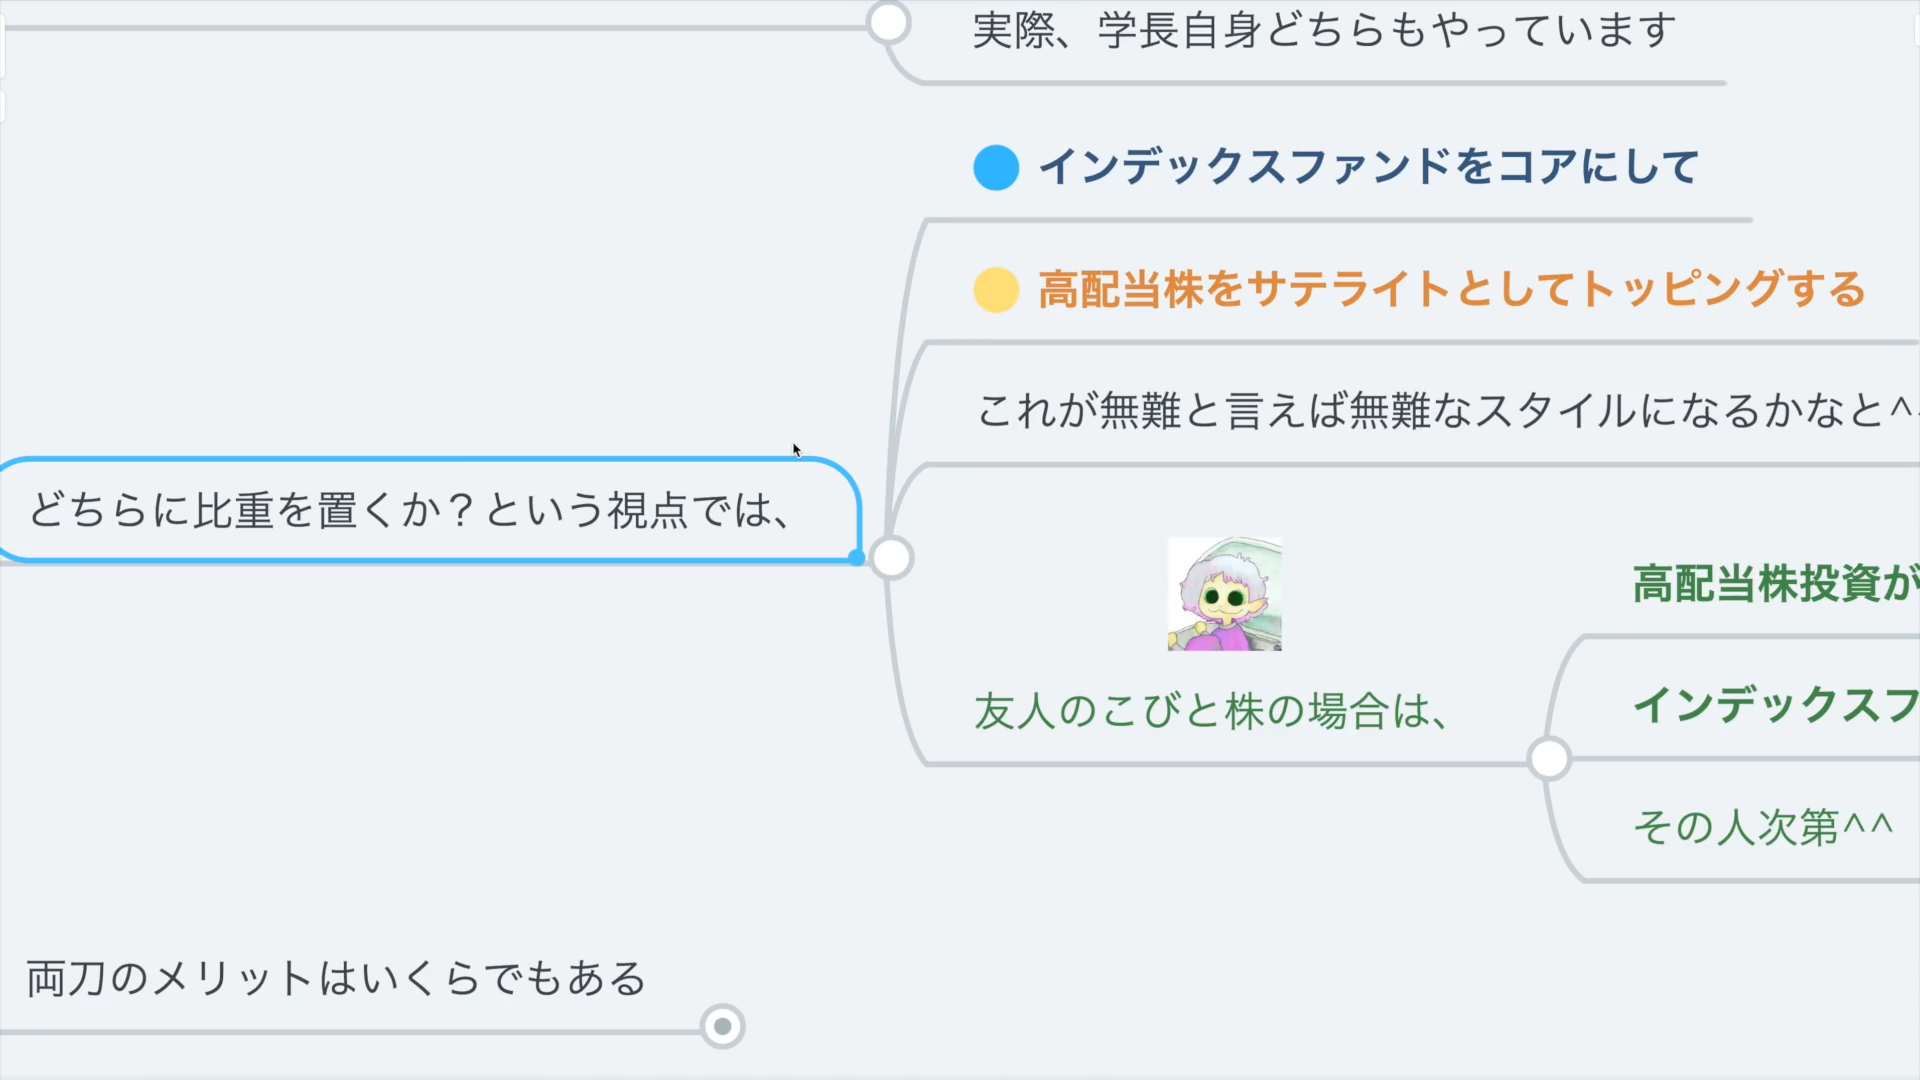 実際、学長自身どちらもやっています
インデックスファンドをコアにして
高配当株をサテライトとしてトッピングする
これが無難と言えば無難なスタイルになるかなと^
どちらに比重を置くか？という視点では、
高配当株投資が
友人のこびと株の場合は、
インデックスフ
その人次第^^
両刀のメリットはいくらでもある